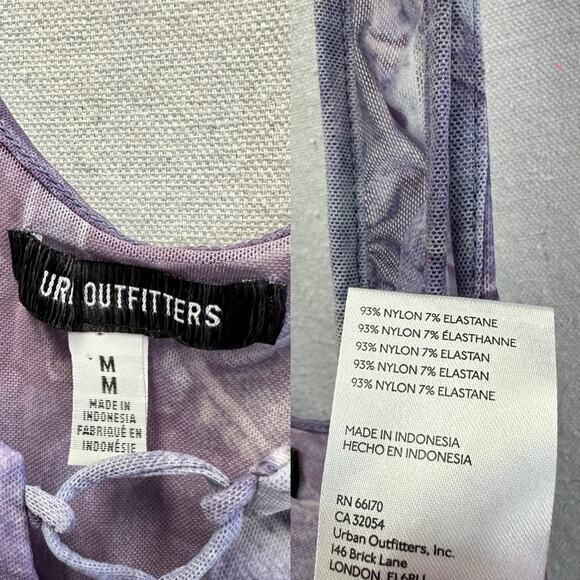 URI OUTFITTERS
M
M
MADE IN
INDONESIA
FABRIQUÉ EN
INDONÉSIE
93% NYLON 7% ELASTANE
93% NYLON 7% ÉLASTHANNE
93% NYLON 7% ELASTAN
93% NYLON 7% ELASTAN
93% NYLON 7% ELASTANE
MADE IN INDONESIA
HECHO EN INDONESIA
RN 66170
CA 32054
Urban Outfitters, Inc.
146 Brick Lane
LONDON, E1 6RU